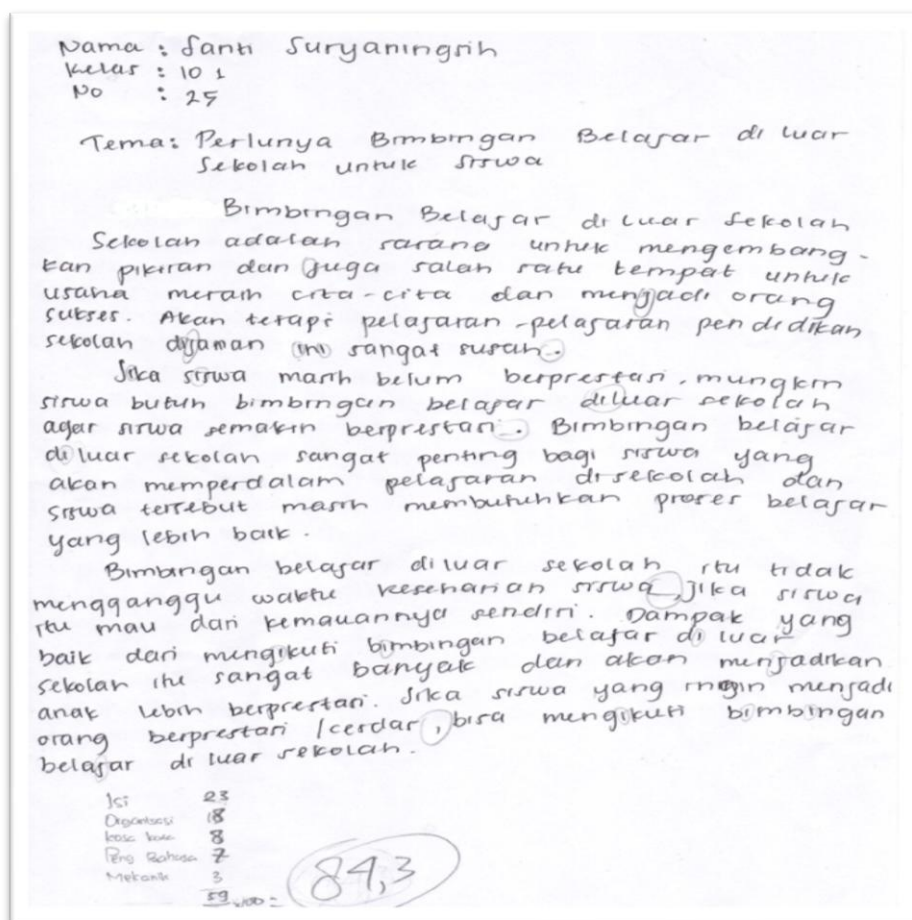 Nama : Santi Suryaningsih
Kelas : 10 1
No : 25
Tema: Perlunya Bimbingan Belajar di luar
Sekolah untuk siswa
Bimbingan Belajar di luar sekolah
Sekolah adalah sarana untuk mengembang-
kan pikiran dan juga salah satu tempat untuk
usaha meraih cita-cita dan menjadi orang
sukses. Akan tetapi pelajaran-pelajaran pendidikan
sekolah dijaman ini sangat susah.
Jika siswa masih belum berprestasi, mungkin
siswa butuh bimbingan belajar diluar sekolah
agar siswa semakin berprestasi. Bimbingan belajar
diluar sekolah sangat penting bagi siswa yang
akan memperdalam pelajaran disekolah dan
siswa tersebut masih membutuhkan proses belajar
yang lebih baik.
Bimbingan belajar diluar sekolah itu tidak
mengganggu waktu keseharian siswa, jika siswa
itu mau dari kemauannya sendiri. Dampak yang
baik dari mengikuti bimbingan belajar di luar
sekolah itu sangat banyak dan akan menjadikan
anak lebih berprestasi. Jika siswa yang ingin menjadi
orang berprestasi /cerdas, bisa mengikuti bimbingan
belajar di luar sekolah.
Isi 23
Organisasi 18
kosa kata 8
Peng Bahasa 7
Mekanik 3
59 x100 = 84,3